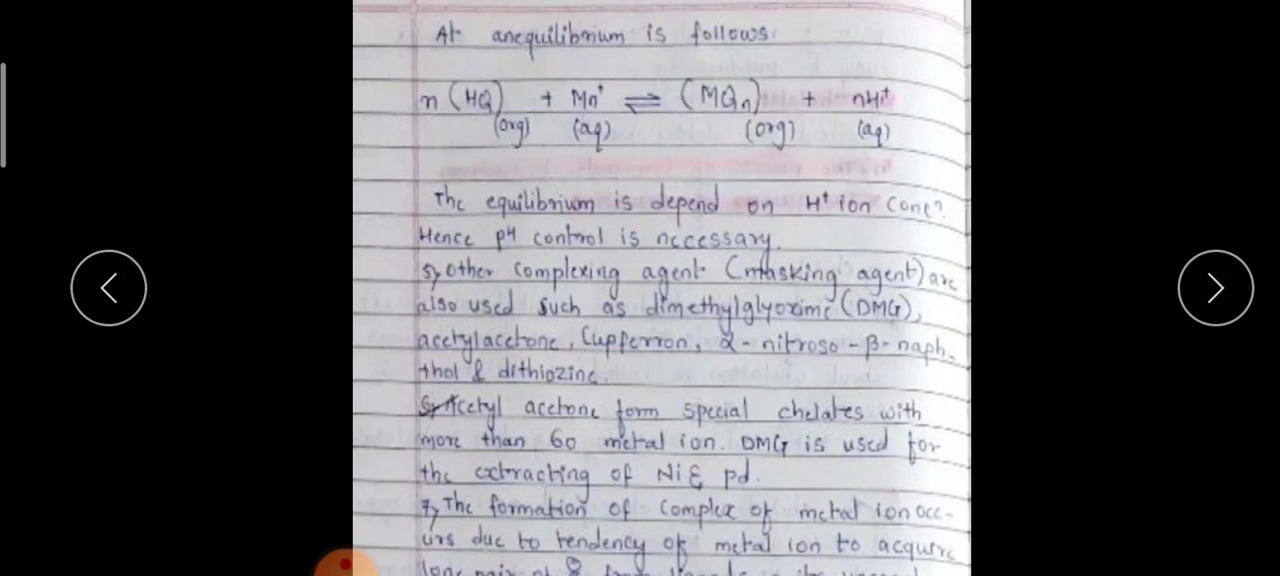 At anequilibrium is follows.
n (HQ) + Mn⁺ ⇌ (MQn) + nH⁺
(org) (aq) (org) (aq)
The equilibrium is depend on H⁺ ion concⁿ.
Hence pH control is necessary.
5) Other complexing agent (masking agent) are
also used such as dimethylglyoxime (DMG),
acetylacetone, Cupferron, α-nitroso-β-naph-
thol & dithiozine.
6) Acetyl acetone form special chelates with
more than 60 metal ion. DMG is used for
the extracting of Ni & pd.
7) The formation of complex of metal ion occ-
urs due to tendency of metal ion to acquire
lone pair of